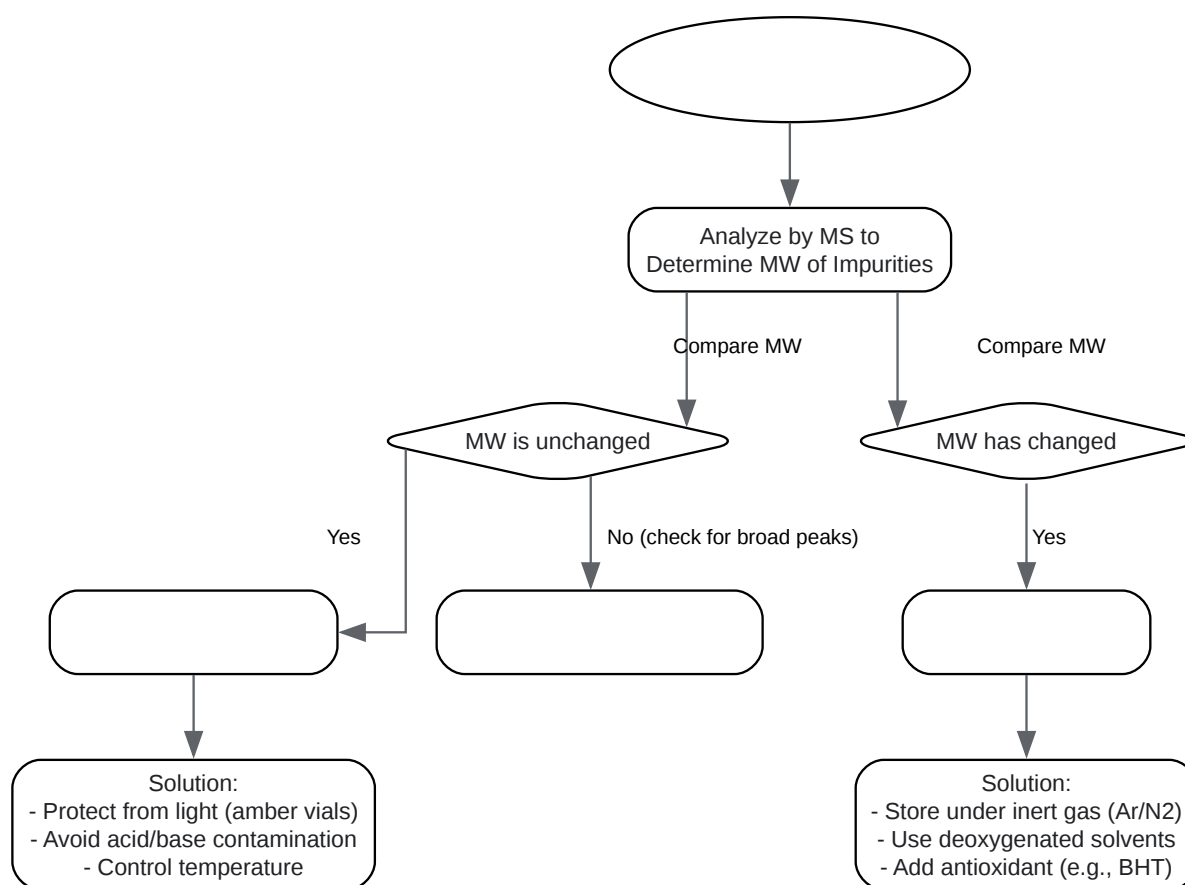 Analyze by MS to
Determine MW of Impurities
Compare MW
Compare MW
MW is unchanged
MW has changed
Yes
No (check for broad peaks)
Yes
Solution:
- Protect from light (amber vials)
- Avoid acid/base contamination
- Control temperature
Solution:
- Store under inert gas (Ar/N2)
- Use deoxygenated solvents
- Add antioxidant (e.g., BHT)